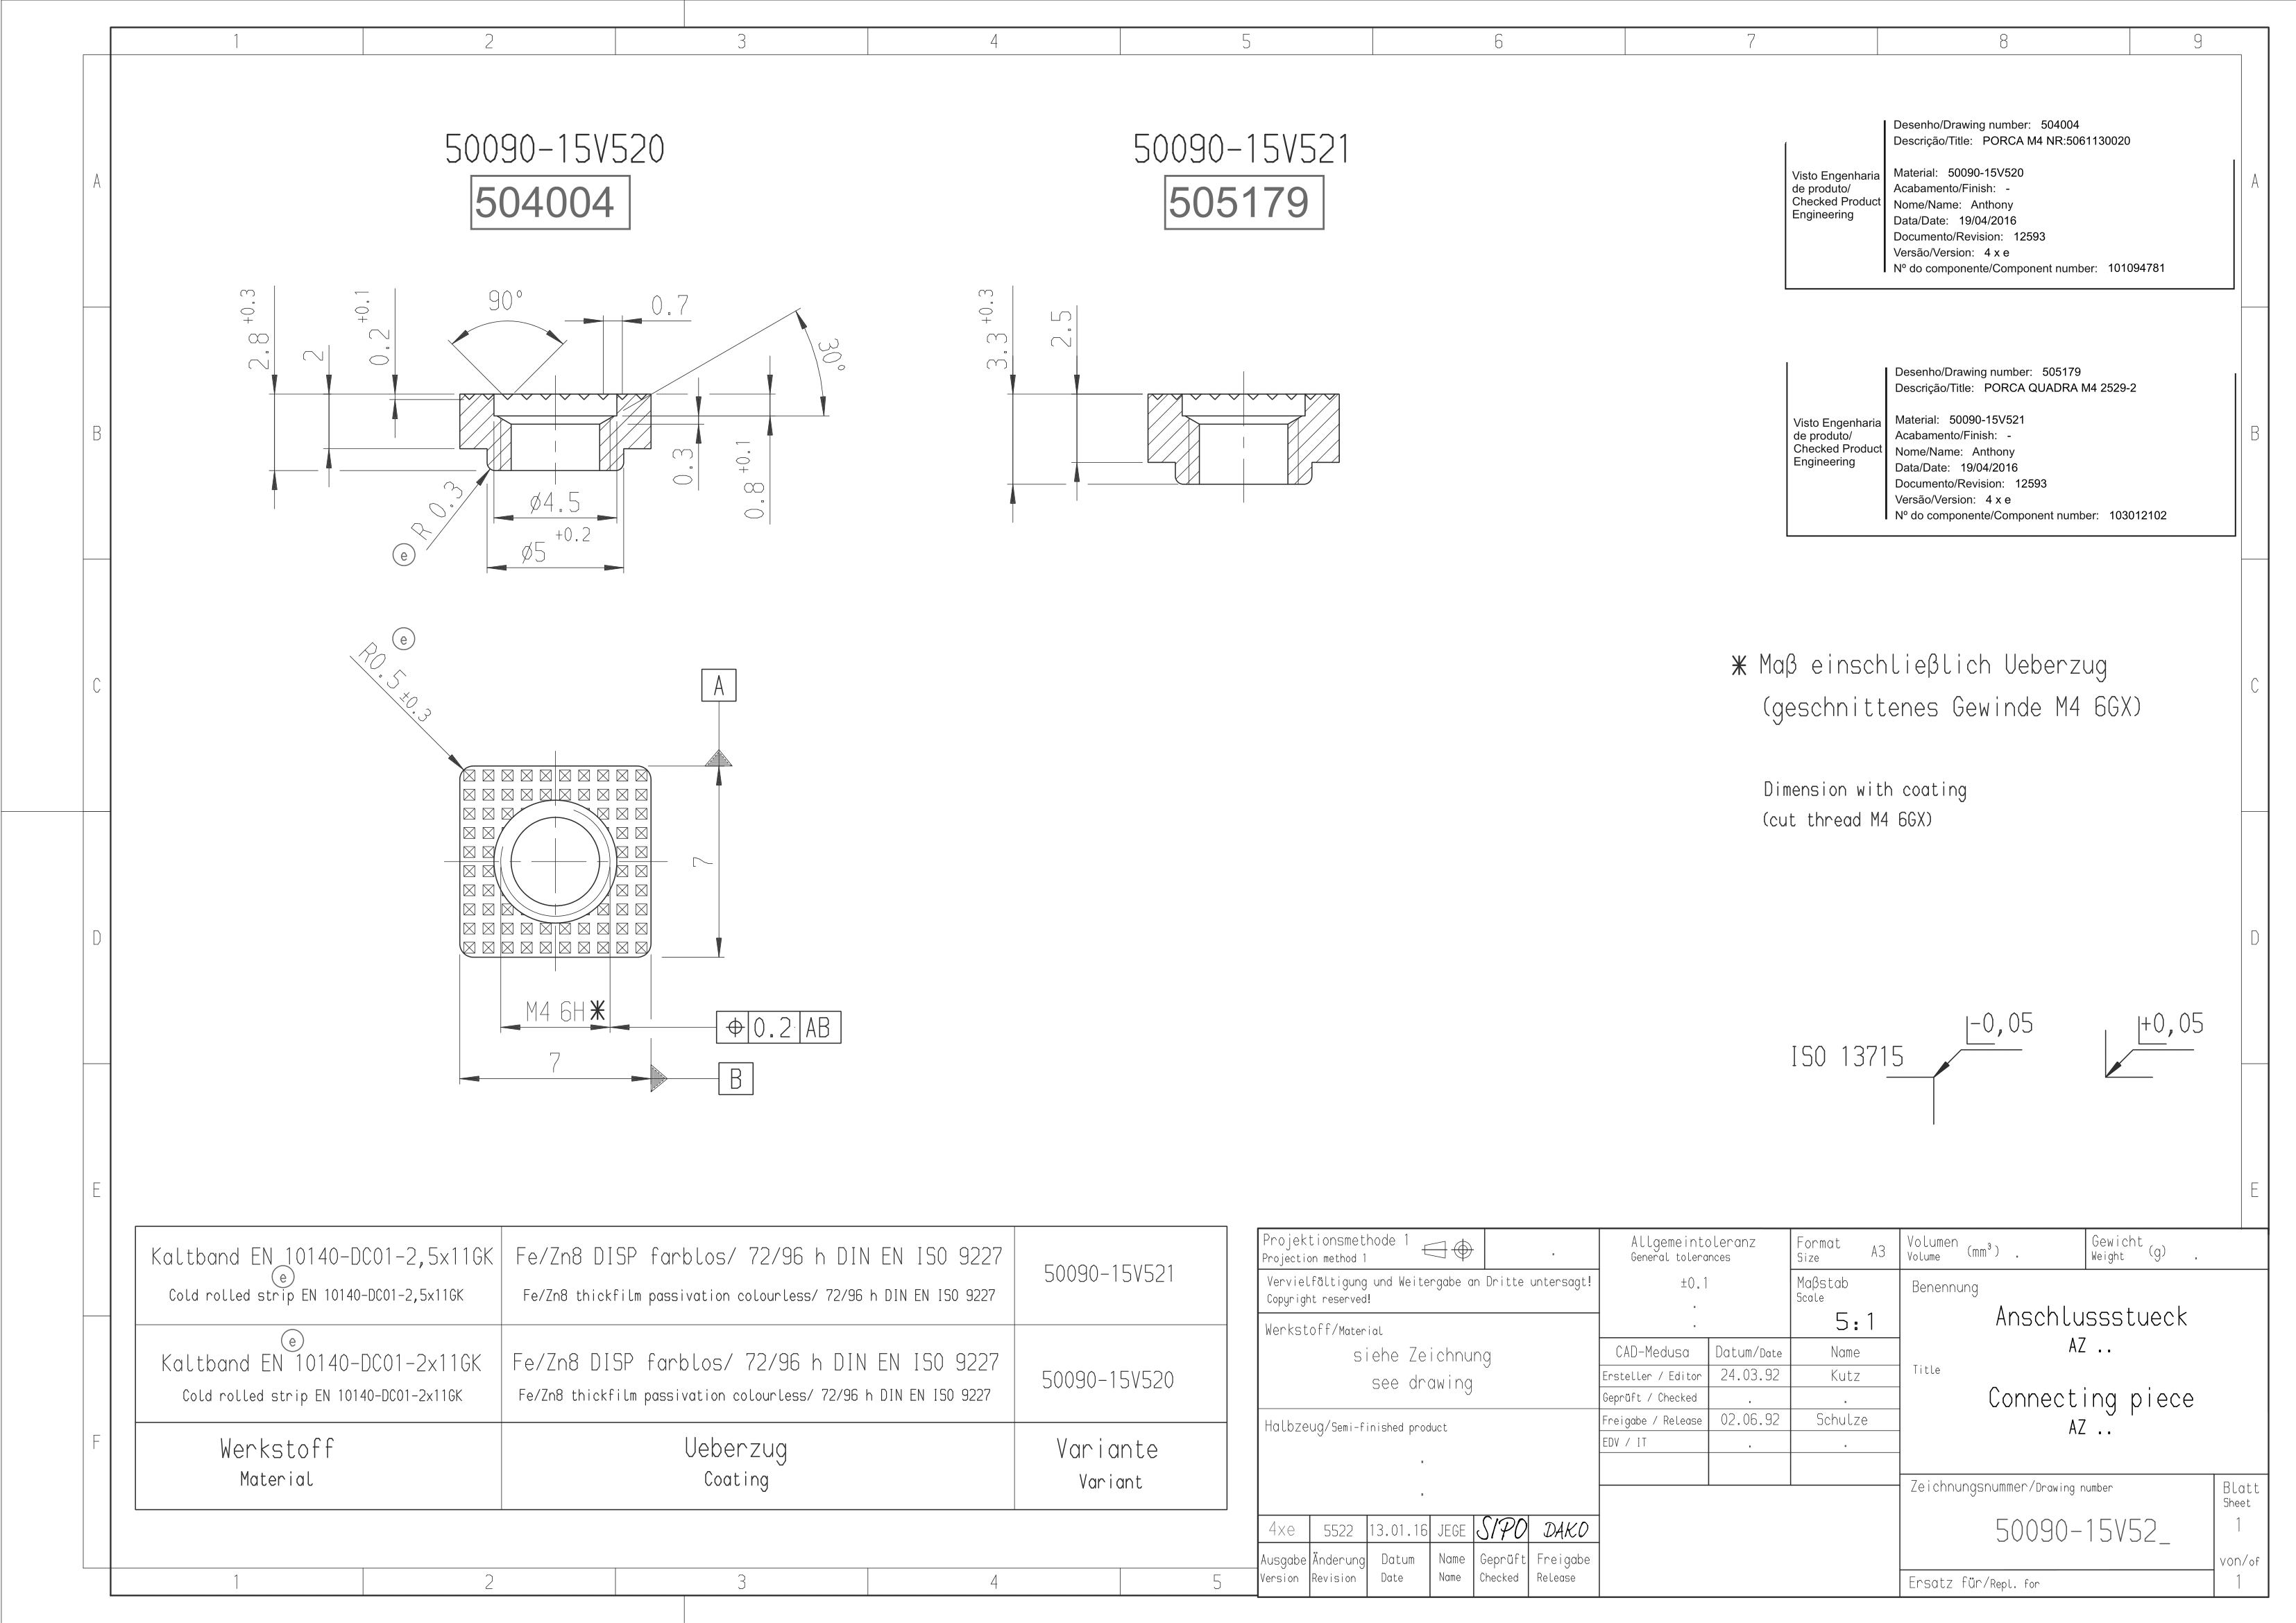 1 2 3 4 5 6 7 8 9
A
B
C
D
E
F
A
B
C
D
E
50090-15V520
504004
50090-15V521
505179
Visto Engenharia
de produto/
Checked Product
Engineering
Desenho/Drawing number: 504004
Descrição/Title: PORCA M4 NR:5061130020
Material: 50090-15V520
Acabamento/Finish: -
Nome/Name: Anthony
Data/Date: 19/04/2016
Documento/Revision: 12593
Versão/Version: 4 x e
Nº do componente/Component number: 101094781
2.8 +0.3
2
0.2 +0.1
90°
0.7
30°
0.3
0.8 +0.1
ø4.5
ø5 +0.2
R 0.3
e
3.3 +0.3
2.5
Visto Engenharia
de produto/
Checked Product
Engineering
Desenho/Drawing number: 505179
Descrição/Title: PORCA QUADRA M4 2529-2
Material: 50090-15V521
Acabamento/Finish: -
Nome/Name: Anthony
Data/Date: 19/04/2016
Documento/Revision: 12593
Versão/Version: 4 x e
Nº do componente/Component number: 103012102
e
R0.5 ±0.3
A
7
M4 6H*
0.2 AB
7
B
* Maß einschließlich Ueberzug
(geschnittenes Gewinde M4 6GX)
Dimension with coating
(cut thread M4 6GX)
ISO 13715
-0,05
+0,05
Kaltband EN 10140-DC01-2,5x11GK
e
Cold rolled strip EN 10140-DC01-2,5x11GK
Fe/Zn8 DISP farblos/ 72/96 h DIN EN ISO 9227
Fe/Zn8 thickfilm passivation colourless/ 72/96 h DIN EN ISO 9227
50090-15V521
e
Kaltband EN 10140-DC01-2x11GK
Cold rolled strip EN 10140-DC01-2x11GK
Fe/Zn8 DISP farblos/ 72/96 h DIN EN ISO 9227
Fe/Zn8 thickfilm passivation colourless/ 72/96 h DIN EN ISO 9227
50090-15V520
Werkstoff
Material
Ueberzug
Coating
Variante
Variant
Projektionsmethode 1
Projection method 1
Vervielfältigung und Weitergabe an Dritte untersagt!
Copyright reserved!
Werkstoff/Material
siehe Zeichnung
see drawing
Halbzeug/Semi-finished product
4xe 5522 13.01.16 JEGE SIPO DAKO
Ausgabe Änderung Datum Name Geprüft Freigabe
Version Revision Date Name Checked Release
Allgemeintoleranz
General tolerances
±0.1
CAD-Medusa Datum/Date Name
Ersteller / Editor 24.03.92 Kutz
Geprüft / Checked . .
Freigabe / Release 02.06.92 Schulze
EDV / IT . .
Format
Size
A3
Maßstab
Scale
5:1
Volumen
Volume (mm³) .
Gewicht
Weight (g) .
Benennung
Anschlussstueck
AZ ..
Title
Connecting piece
AZ ..
Zeichnungsnummer/Drawing number
50090-15V52_
Ersatz für/Repl. for
Blatt
Sheet
1
von/of
1
1 2 3 4 5